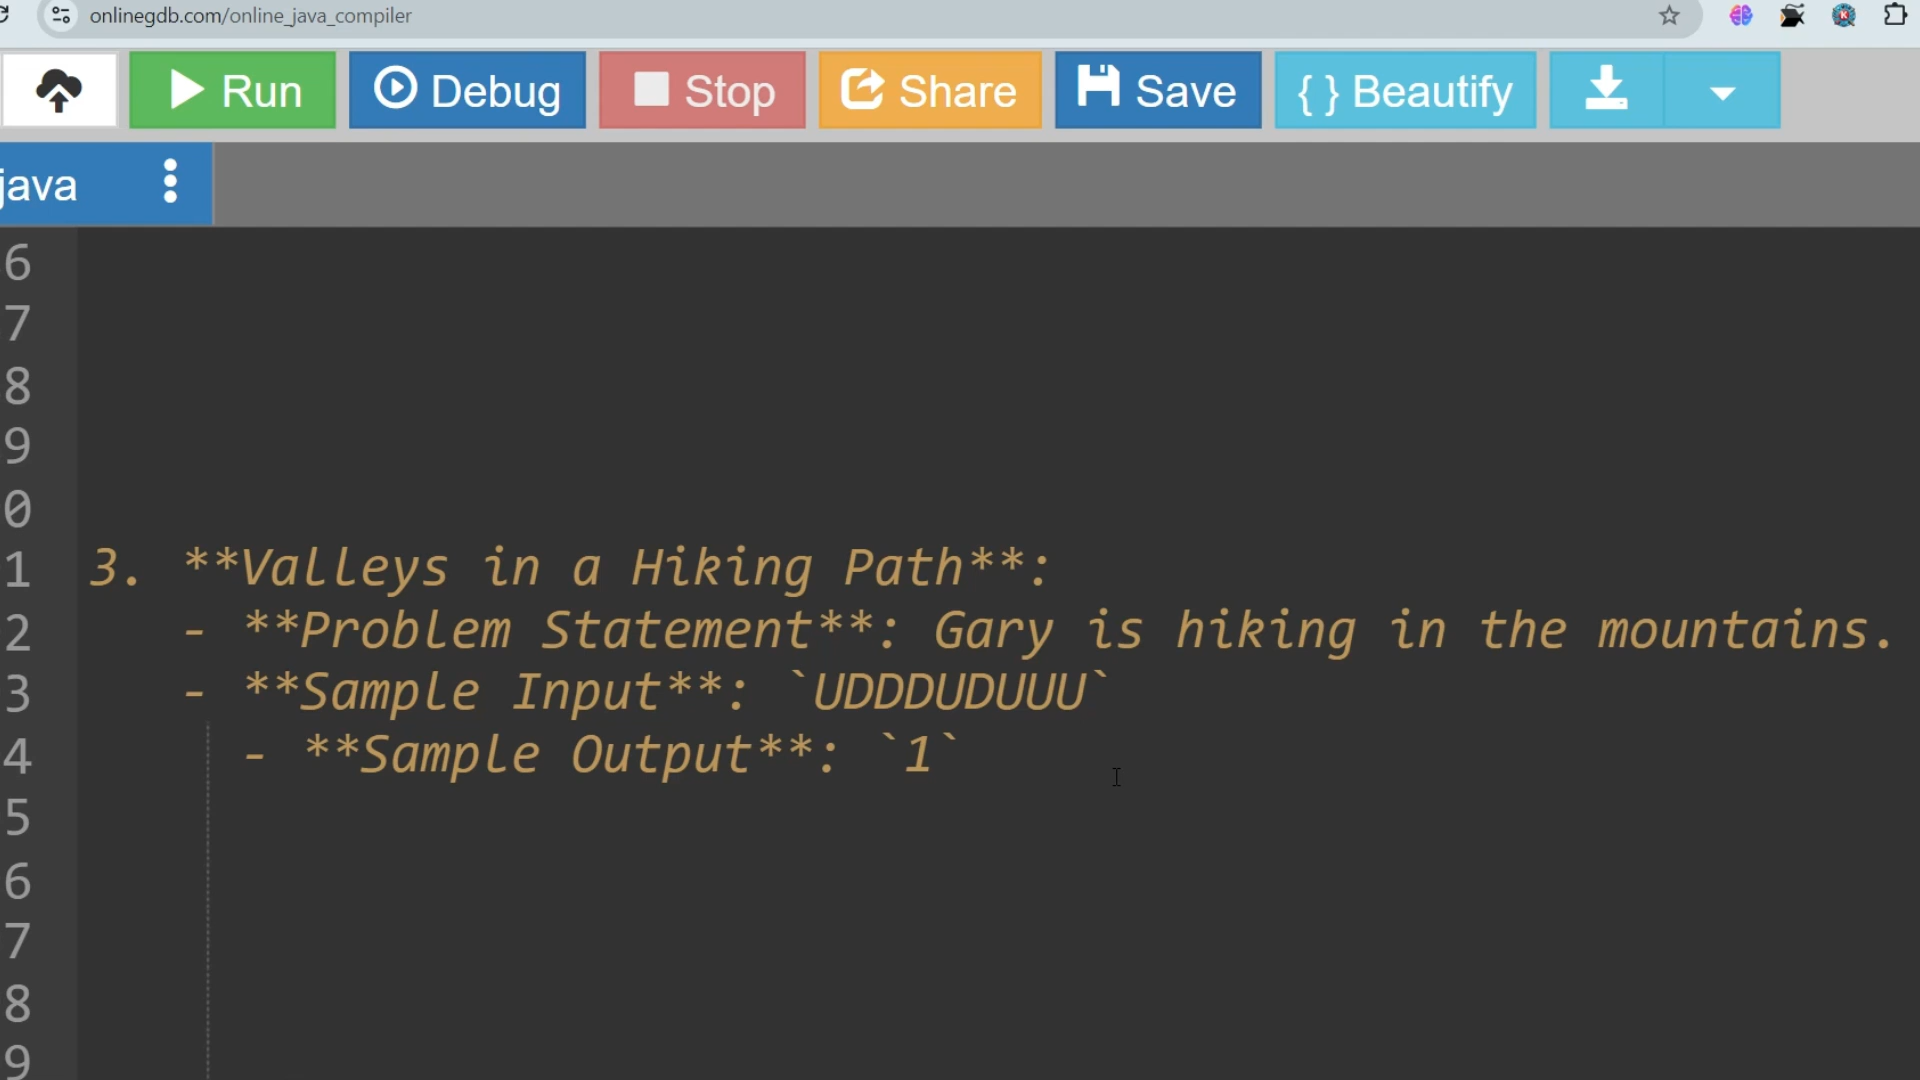 onlinegdb.com/online_java_compiler
Run Debug Stop Share Save { } Beautify
java
6
7
8
9
0
1 3. **Valleys in a Hiking Path**:
2 - **Problem Statement**: Gary is hiking in the mountains.
3 - **Sample Input**: `UDDDUDUUU`
4 - **Sample Output**: `1`
5
6
7
8
9